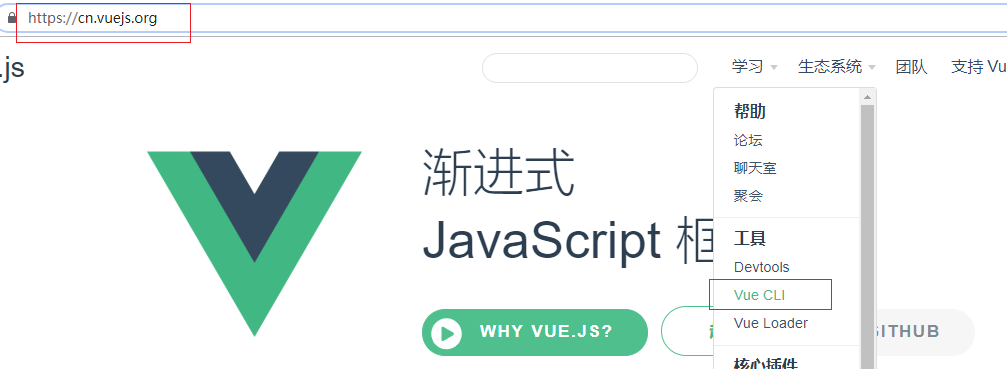 https://cn.vuejs.org
.js
学习
生态系统
团队
支持 Vu
帮助
论坛
聊天室
聚会
渐进式
JavaScript 框
工具
Devtools
Vue CLI
Vue Loader
WHY VUE.JS?
GITHUB
核心插件